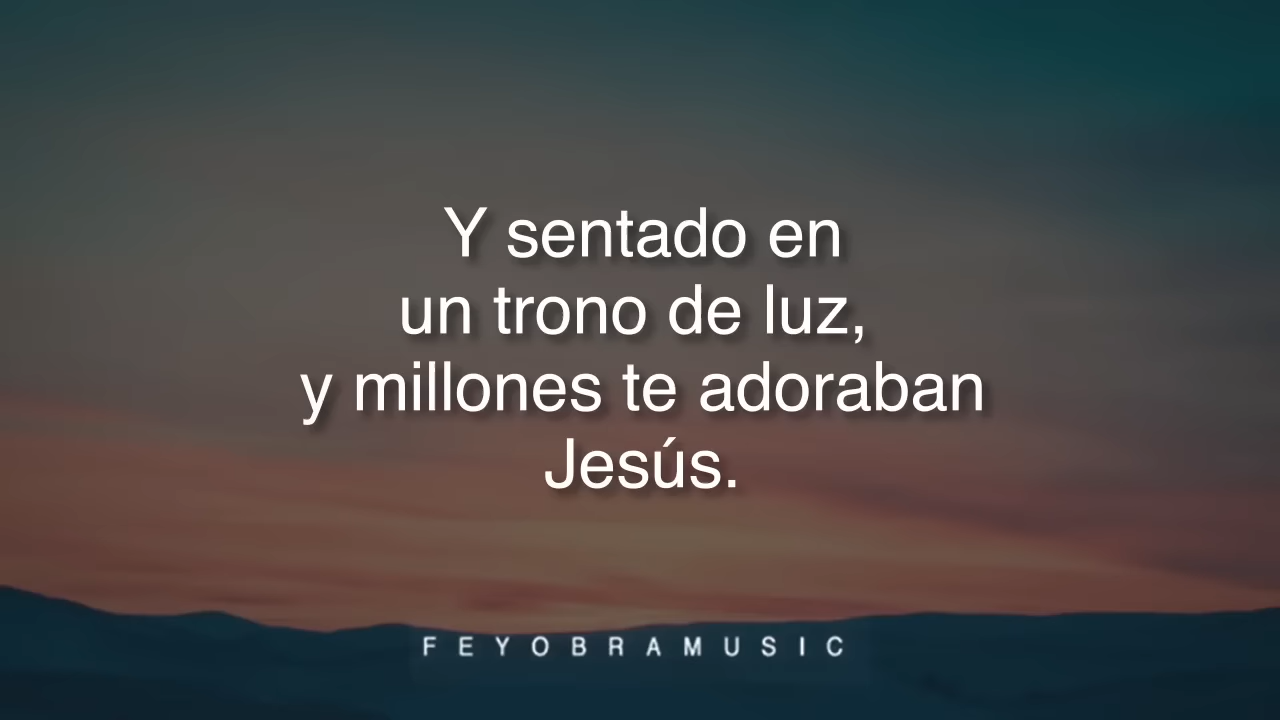 Y sentado en
un trono de luz,
y millones te adoraban
Jesús.
FEYOBRAMUSIC